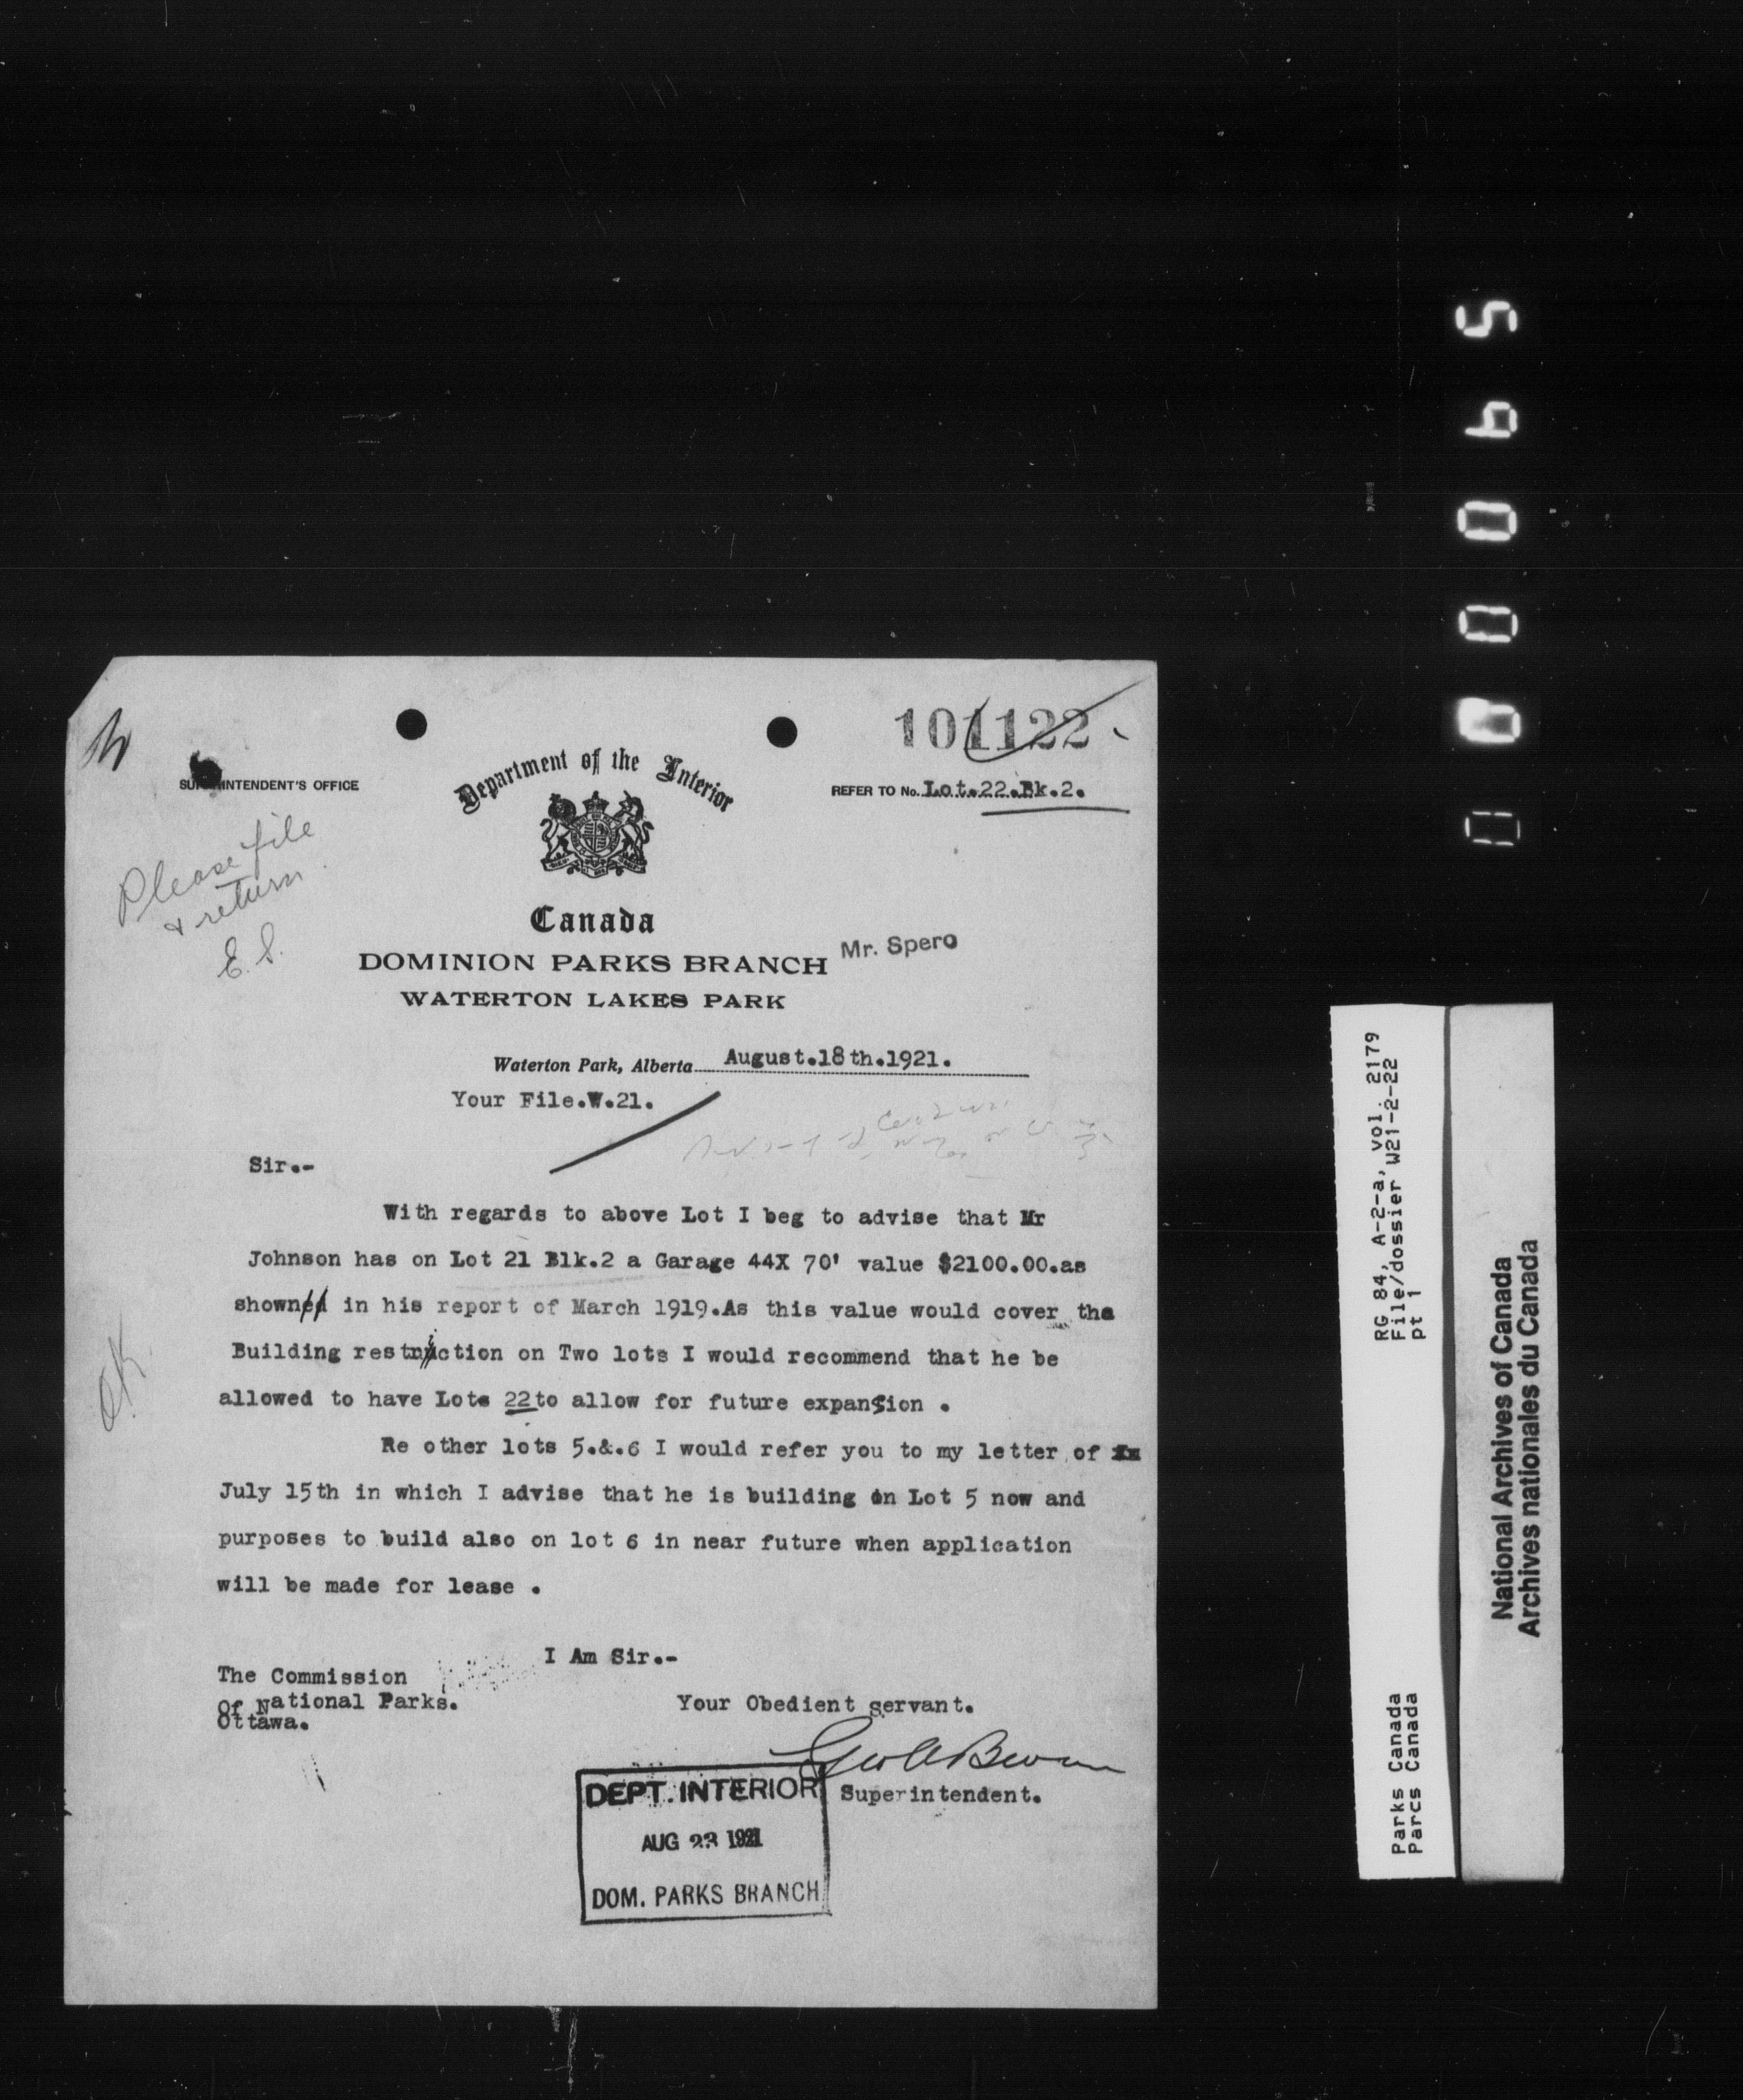 101122
SUPERINTENDENT'S OFFICE
Department of the Interior
REFER TO No. Lot.22.Bk.2.
Please file
& return
E.S.
Canada
DOMINION PARKS BRANCH
Mr. Spero
WATERTON LAKES PARK
Waterton Park, Alberta August.18th.1921.
Your File.W.21.
Sir.-
With regards to above Lot I beg to advise that Mr
Johnson has on Lot 21 Blk.2 a Garage 44X 70' value $2100.00.as
shown in his report of March 1919.As this value would cover the
Building restriction on Two lots I would recommend that he be
allowed to have Lots 22 to allow for future expansion .
OK
Re other lots 5.&.6 I would refer you to my letter of
July 15th in which I advise that he is building on Lot 5 now and
purposes to build also on lot 6 in near future when application
will be made for lease .
I Am Sir.-
The Commission
Of National Parks.
Ottawa.
Your Obedient servant.
Superintendent.
DEPT. INTERIOR
AUG 23 1921
DOM. PARKS BRANCH
RG 84, A-2-a, vol. 2179
File/dossier W21-2-22
pt 1
Parks Canada
Parcs Canada
National Archives of Canada
Archives nationales du Canada